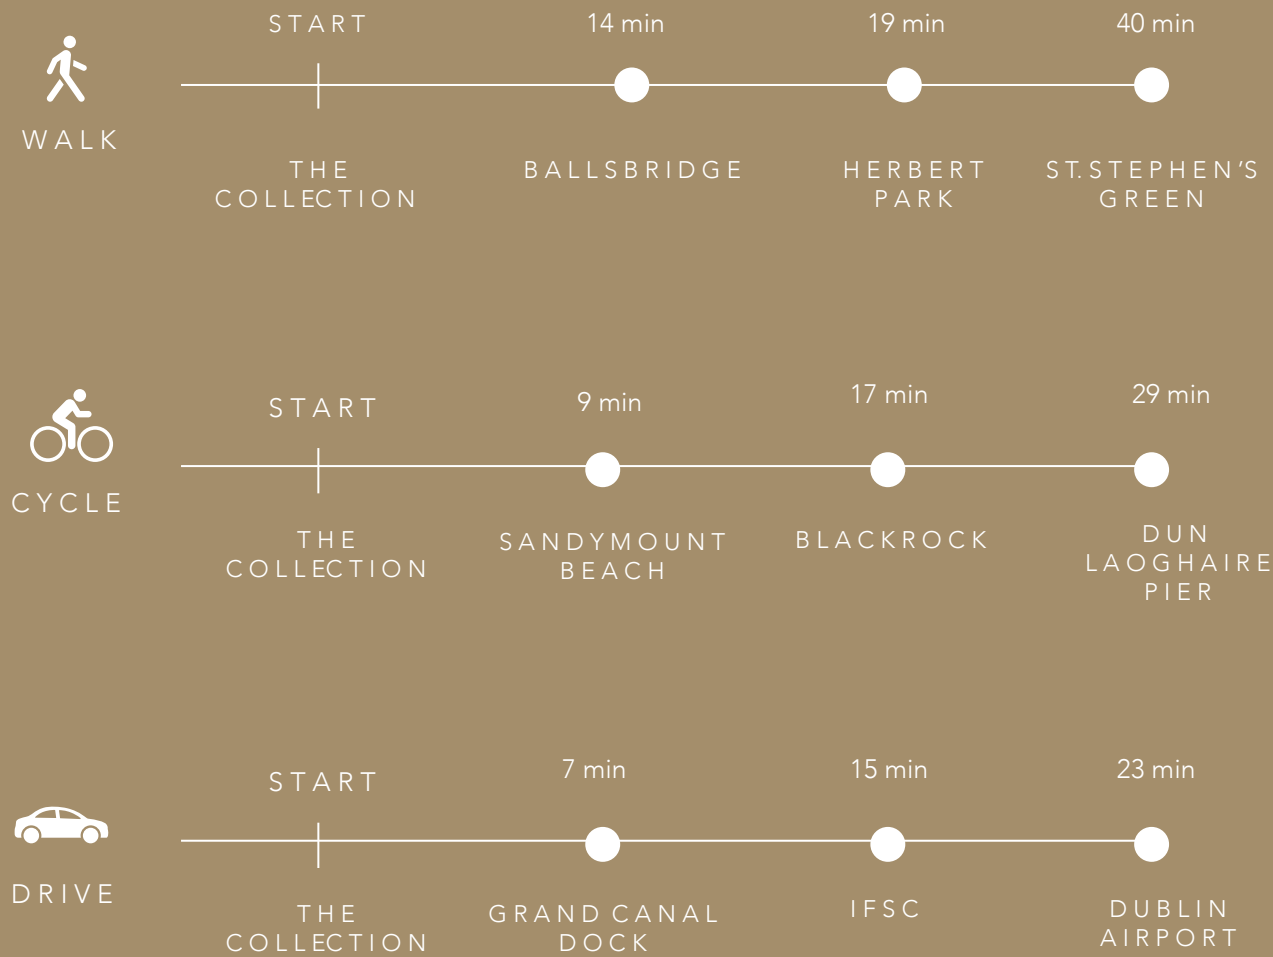 START 14 min 19 min 40 min
WALK
THE COLLECTION
BALLSBRIDGE
HERBERT PARK
ST.STEPHEN'S GREEN
START 9 min 17 min 29 min
CYCLE
THE COLLECTION
SANDYMOUNT BEACH
BLACKROCK
DUN LAOGHAIRE PIER
START 7 min 15 min 23 min
DRIVE
THE COLLECTION
GRAND CANAL DOCK
IFSC
DUBLIN AIRPORT